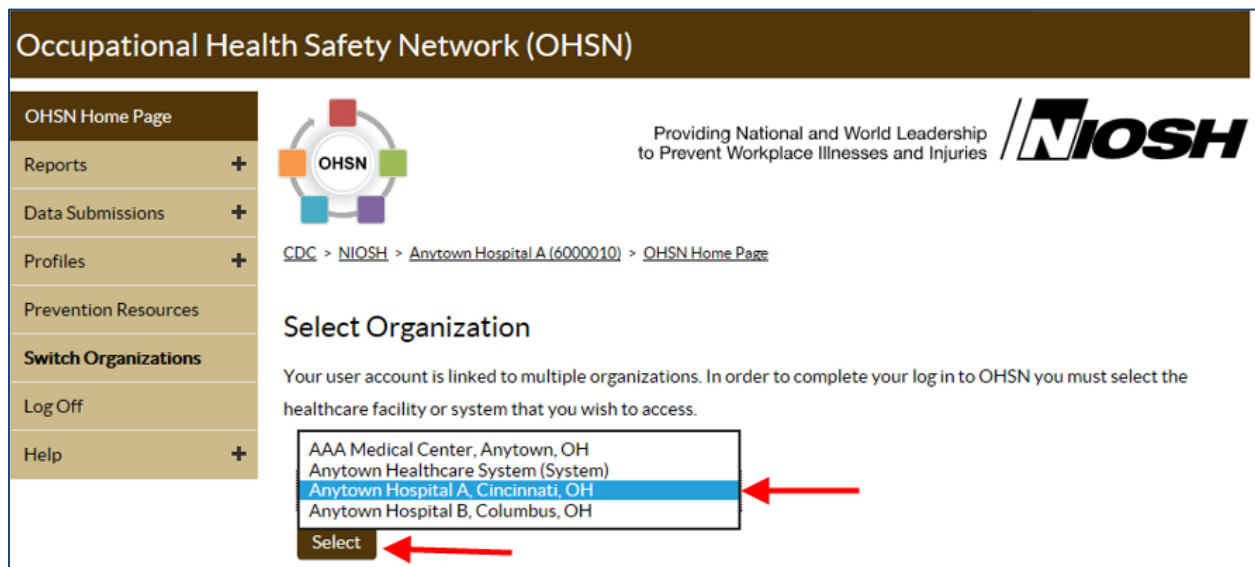 Occupational Health Safety Network (OHSN)
OHSN Home Page
Reports +
Data Submissions +
Profiles +
Prevention Resources
Switch Organizations
Log Off
Help +
OHSN
Providing National and World Leadership
to Prevent Workplace Illnesses and Injuries
NIOSH
CDC > NIOSH > Anytown Hospital A (6000010) > OHSN Home Page
Select Organization
Your user account is linked to multiple organizations. In order to complete your log in to OHSN you must select the
healthcare facility or system that you wish to access.
AAA Medical Center, Anytown, OH
Anytown Healthcare System (System)
Anytown Hospital A, Cincinnati, OH
Anytown Hospital B, Columbus, OH
Select